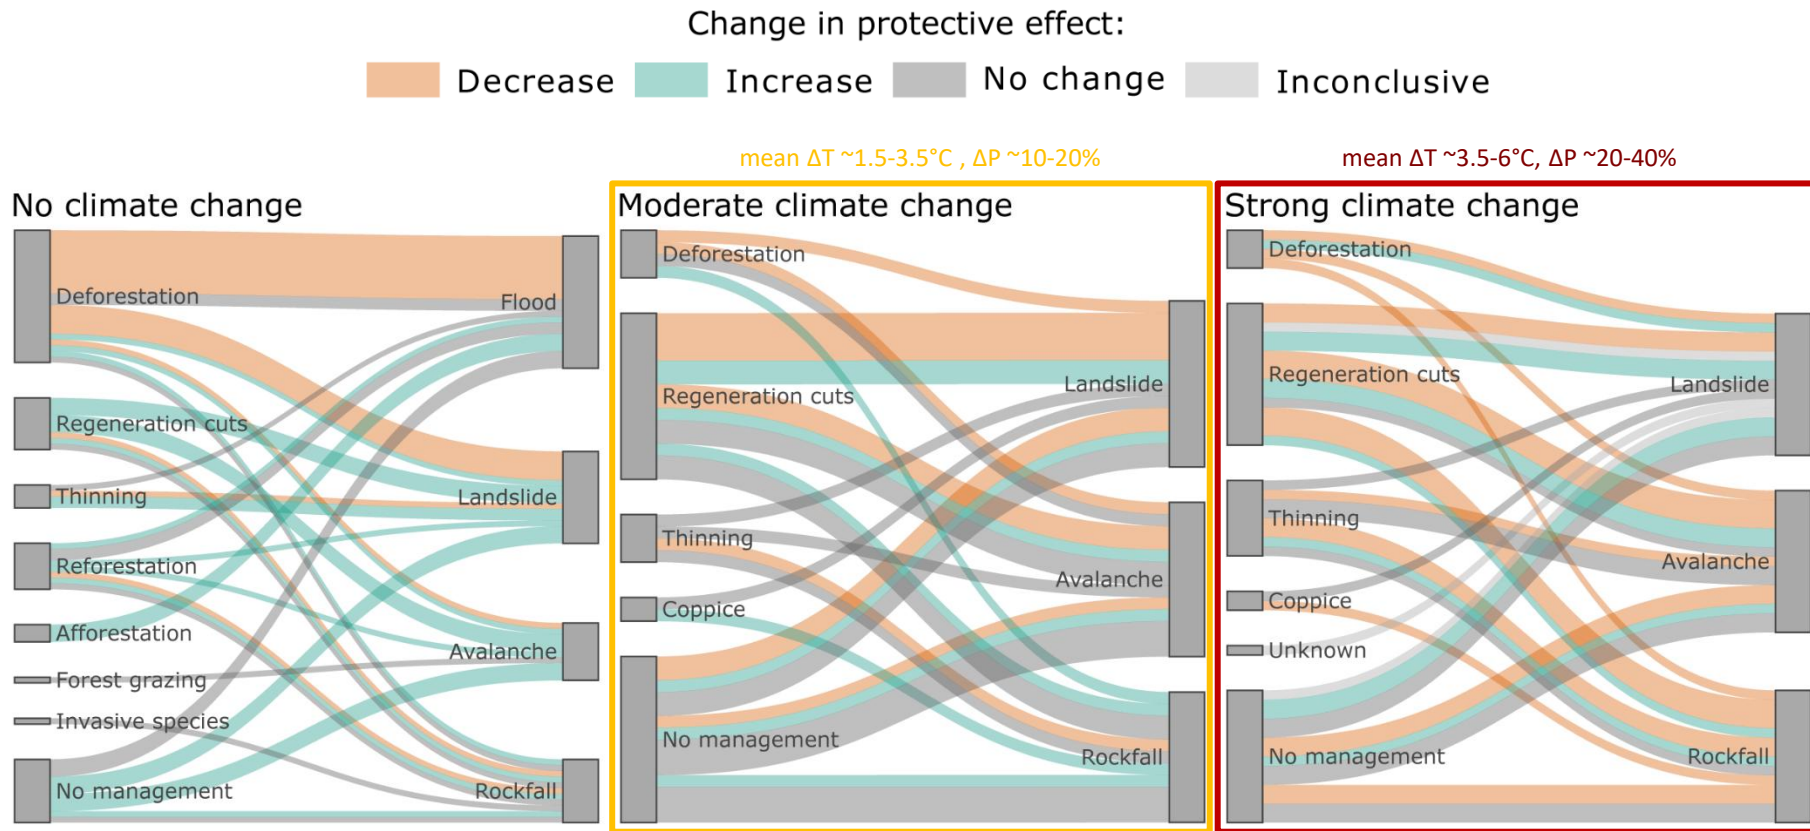 Change in protective effect:
Decrease Increase No change Inconclusive
mean ΔT ~1.5-3.5°C , ΔP ~10-20%
mean ΔT ~3.5-6°C, ΔP ~20-40%
No climate change
Deforestation
Regeneration cuts
Thinning
Reforestation
Afforestation
Forest grazing
Invasive species
No management
Flood
Landslide
Avalanche
Rockfall
Moderate climate change
Deforestation
Regeneration cuts
Thinning
Coppice
No management
Landslide
Avalanche
Rockfall
Strong climate change
Deforestation
Regeneration cuts
Thinning
Coppice
Unknown
No management
Landslide
Avalanche
Rockfall